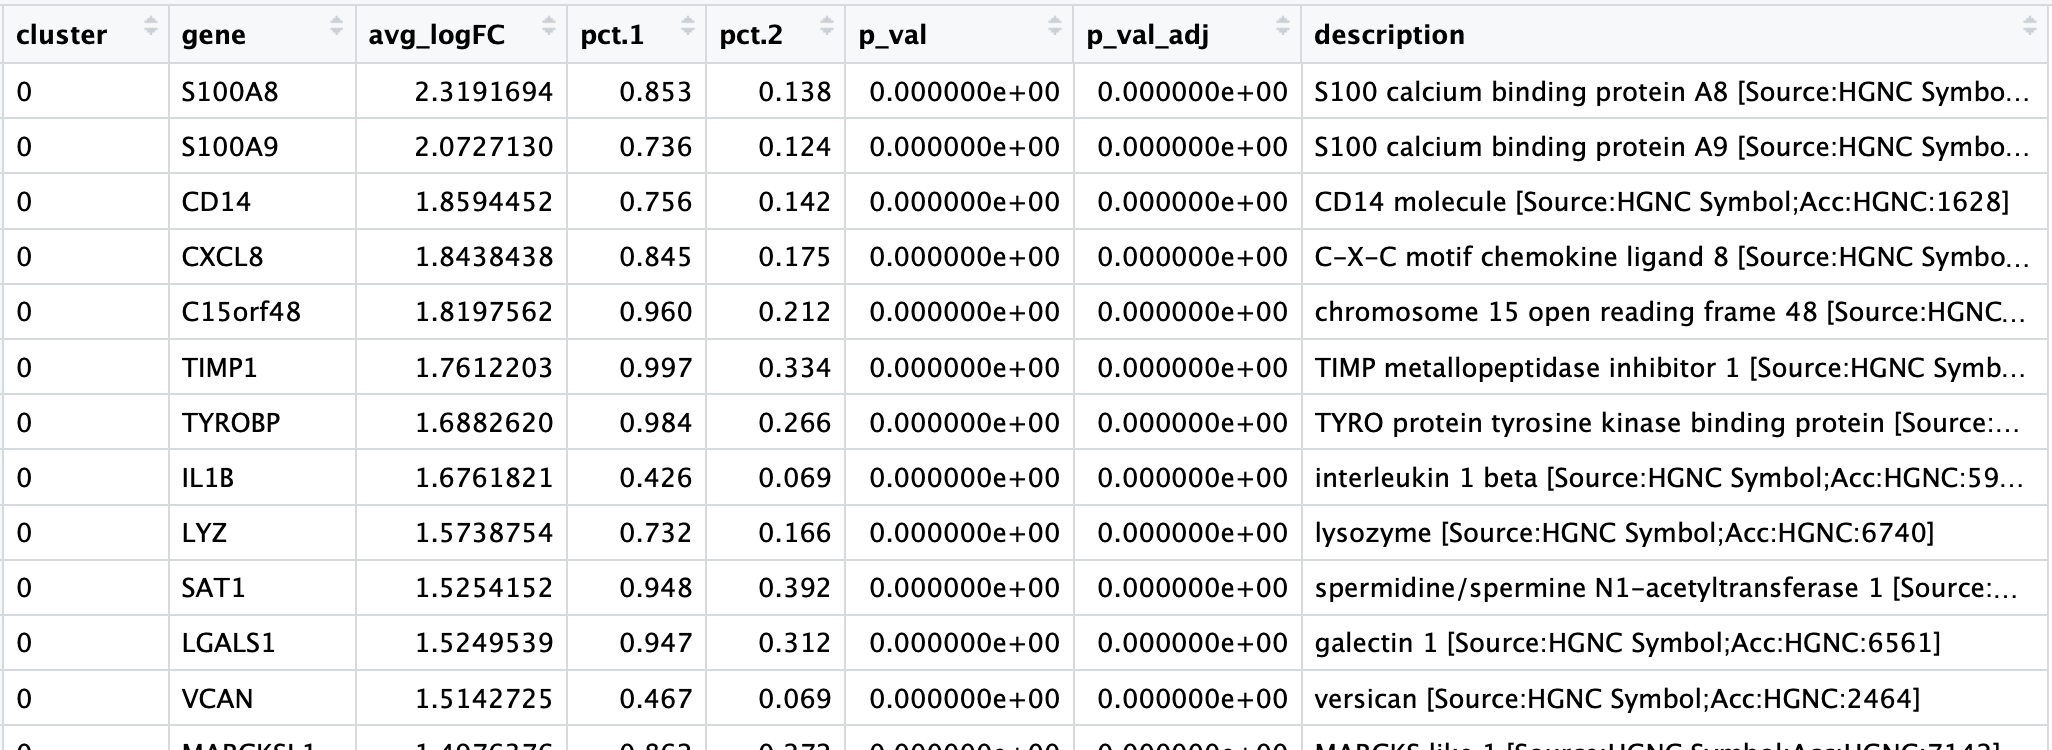 cluster gene avg_logFC pct.1 pct.2 p_val p_val_adj description
0 S100A8 2.3191694 0.853 0.138 0.000000e+00 0.000000e+00 S100 calcium binding protein A8 [Source:HGNC Symbo...
0 S100A9 2.0727130 0.736 0.124 0.000000e+00 0.000000e+00 S100 calcium binding protein A9 [Source:HGNC Symbo...
0 CD14 1.8594452 0.756 0.142 0.000000e+00 0.000000e+00 CD14 molecule [Source:HGNC Symbol;Acc:HGNC:1628]
0 CXCL8 1.8438438 0.845 0.175 0.000000e+00 0.000000e+00 C-X-C motif chemokine ligand 8 [Source:HGNC Symbo...
0 C15orf48 1.8197562 0.960 0.212 0.000000e+00 0.000000e+00 chromosome 15 open reading frame 48 [Source:HGNC...
0 TIMP1 1.7612203 0.997 0.334 0.000000e+00 0.000000e+00 TIMP metallopeptidase inhibitor 1 [Source:HGNC Symb...
0 TYROBP 1.6882620 0.984 0.266 0.000000e+00 0.000000e+00 TYRO protein tyrosine kinase binding protein [Source:...
0 IL1B 1.6761821 0.426 0.069 0.000000e+00 0.000000e+00 interleukin 1 beta [Source:HGNC Symbol;Acc:HGNC:59...
0 LYZ 1.5738754 0.732 0.166 0.000000e+00 0.000000e+00 lysozyme [Source:HGNC Symbol;Acc:HGNC:6740]
0 SAT1 1.5254152 0.948 0.392 0.000000e+00 0.000000e+00 spermidine/spermine N1-acetyltransferase 1 [Source:...
0 LGALS1 1.5249539 0.947 0.312 0.000000e+00 0.000000e+00 galectin 1 [Source:HGNC Symbol;Acc:HGNC:6561]
0 VCAN 1.5142725 0.467 0.069 0.000000e+00 0.000000e+00 versican [Source:HGNC Symbol;Acc:HGNC:2464]